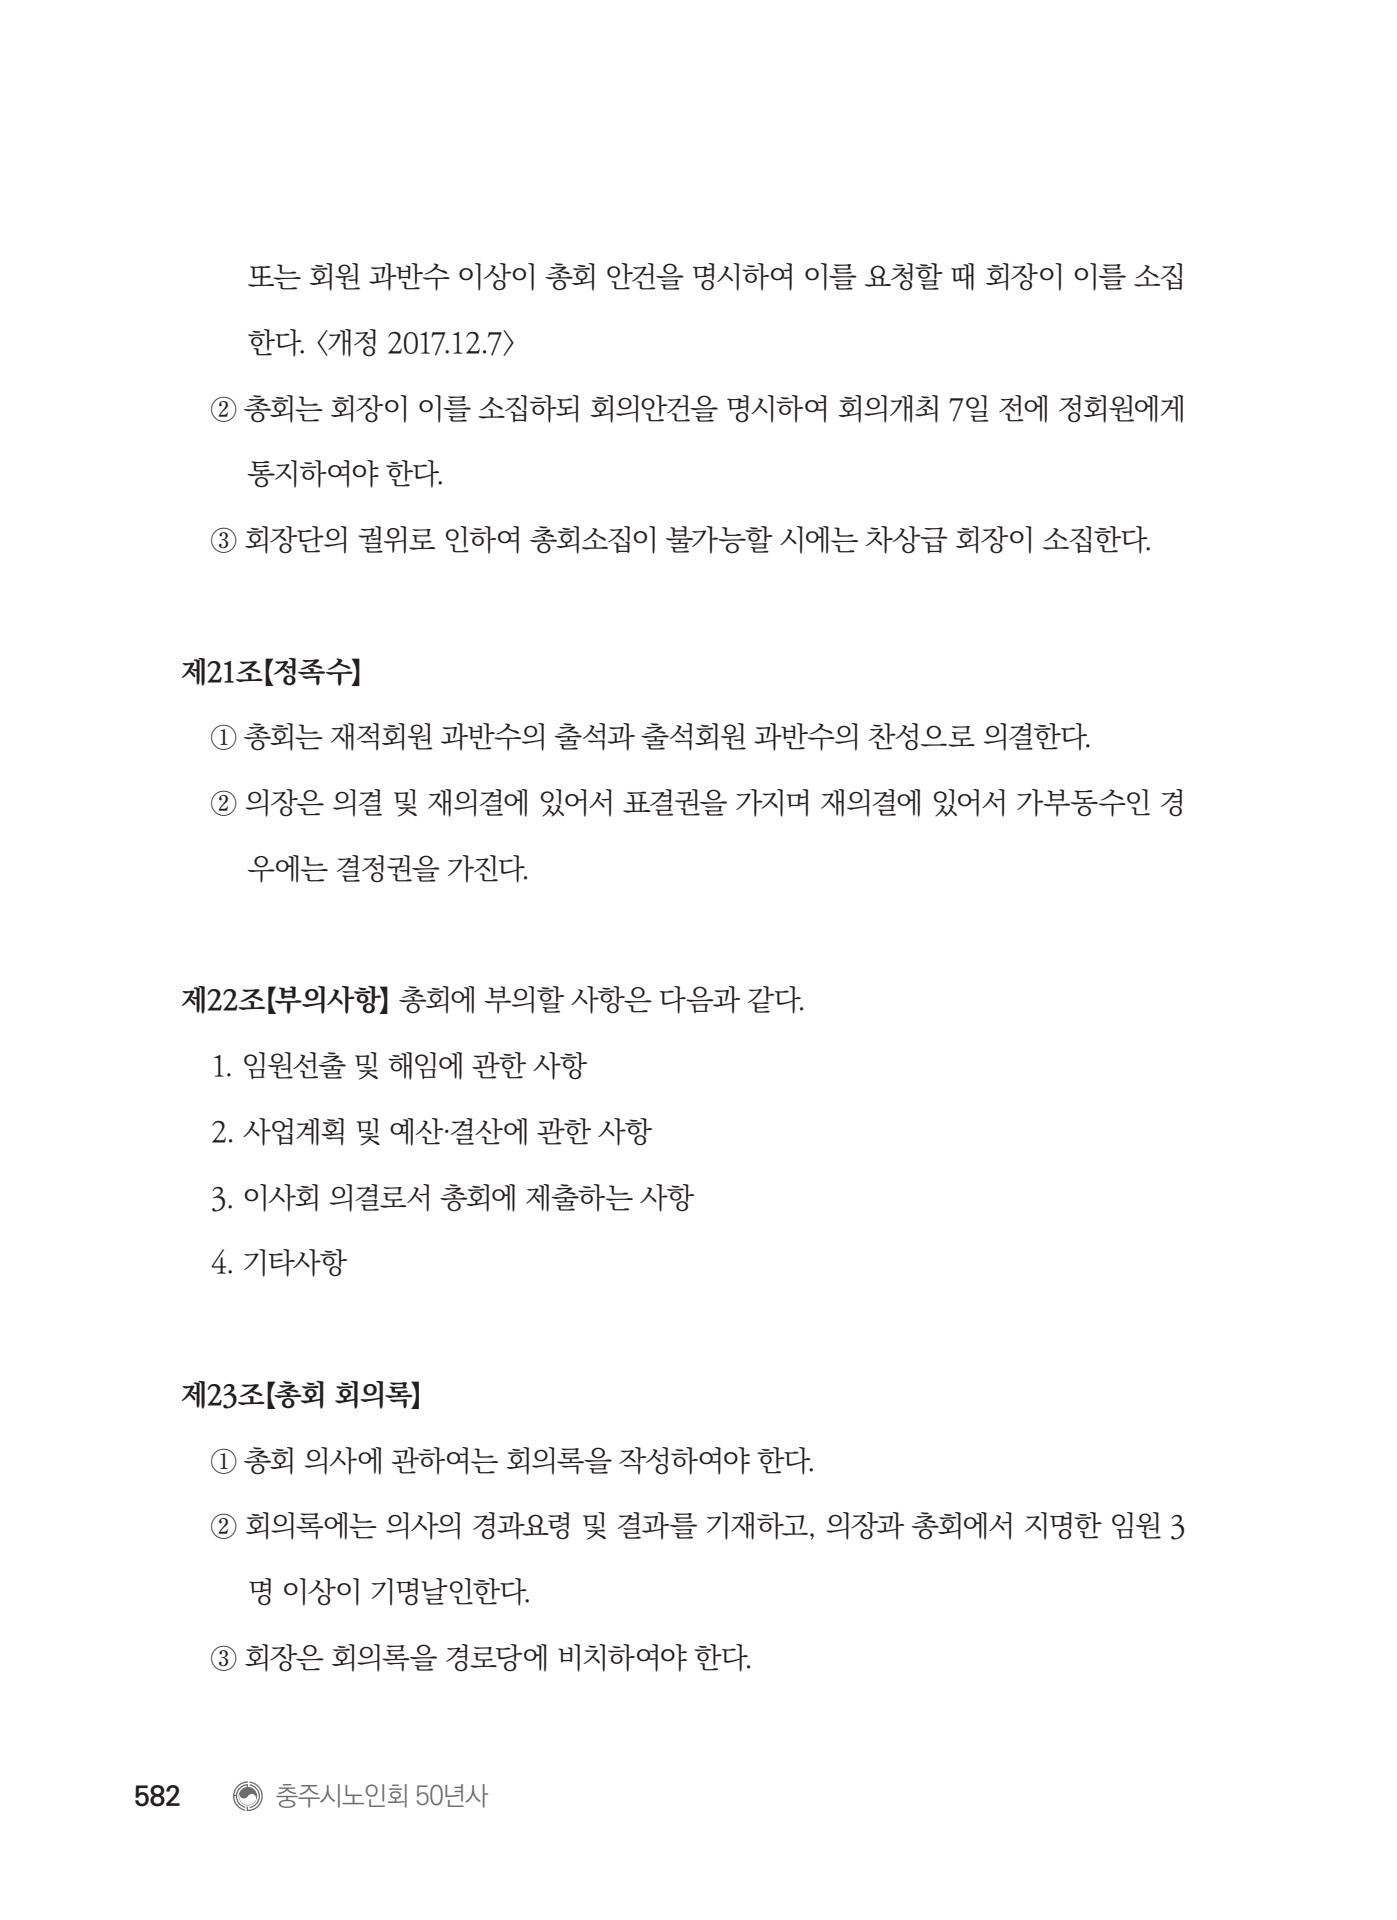 또는 회원 과반수 이상이 총회 안건을 명시하여 이를 요청할 때 회장이 이를 소집
한다. 〈개정 2017.12.7〉
② 총회는 회장이 이를 소집하되 회의안건을 명시하여 회의개최 7일 전에 정회원에게
통지하여야 한다.
③ 회장단의 궐위로 인하여 총회소집이 불가능할 시에는 차상급 회장이 소집한다.
제21조【정족수】
① 총회는 재적회원 과반수의 출석과 출석회원 과반수의 찬성으로 의결한다.
② 의장은 의결 및 재의결에 있어서 표결권을 가지며 재의결에 있어서 가부동수인 경
우에는 결정권을 가진다.
제22조【부의사항】 총회에 부의할 사항은 다음과 같다.
1. 임원선출 및 해임에 관한 사항
2. 사업계획 및 예산·결산에 관한 사항
3. 이사회 의결로서 총회에 제출하는 사항
4. 기타사항
제23조【총회 회의록】
① 총회 의사에 관하여는 회의록을 작성하여야 한다.
② 회의록에는 의사의 경과요령 및 결과를 기재하고, 의장과 총회에서 지명한 임원 3
명 이상이 기명날인한다.
③ 회장은 회의록을 경로당에 비치하여야 한다.
582 충주시노인회 50년사